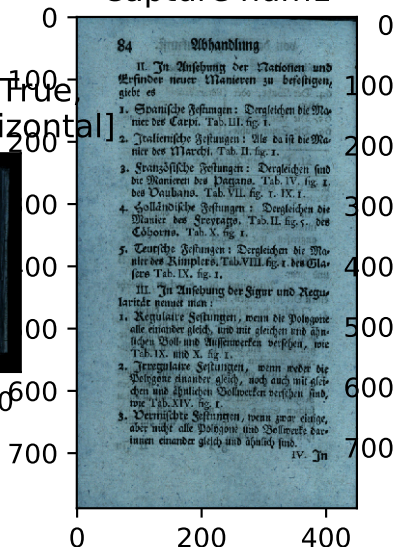 True,
izontal]
84 Abhandlung
II. In Ansehung der Nationen und
Erfinder neuer Manieren zu befestigen,
giebt es
1. Spanische Festungen: Dergleichen die Ma-
nier des Carpi. Tab. III. fig. 1.
2. Italienische Festungen: Als da ist die Ma-
nier des Marchi. Tab. II. fig. 1.
3. Französische Festungen: Dergleichen sind
die Manieren des Pagans. Tab. IV. fig. 1.
des Vaubans. Tab. VII. fig. 1. IX. 1.
4. Holländische Festungen: Dergleichen die
Manier des Freytags. Tab. II. fig. 5. des
Cöhorns. Tab. X. fig. 1.
5. Teutsche Festungen: Dergleichen die Ma-
nier des Rimplers. Tab. VIII. fig. 1. des Gla-
sers Tab. IX. fig. 1.
III. In Ansehung der Figur und Regu-
larität nennet man:
1. Regulaire Festungen, wenn die Polygone
alle einander gleich, und mit gleichen und ähn-
lichen Boll- und Aussenwerken versehen, wie
Tab. IX. und X. fig. 1.
2. Irregulaire Festungen, wenn weder die
Polygone einander gleich, noch auch mit glei-
chen und ähnlichen Bollwerken versehen sind,
wie Tab. XIV. fig. 1.
3. Vermischte Festungen, wenn zwar einige,
aber nicht alle Polygone und Bollwerke dar-
innen einander gleich und ähnlich sind.
IV. In
0
100
200
300
400
500
600
700
0 200 400
0
100
200
300
400
500
600
700